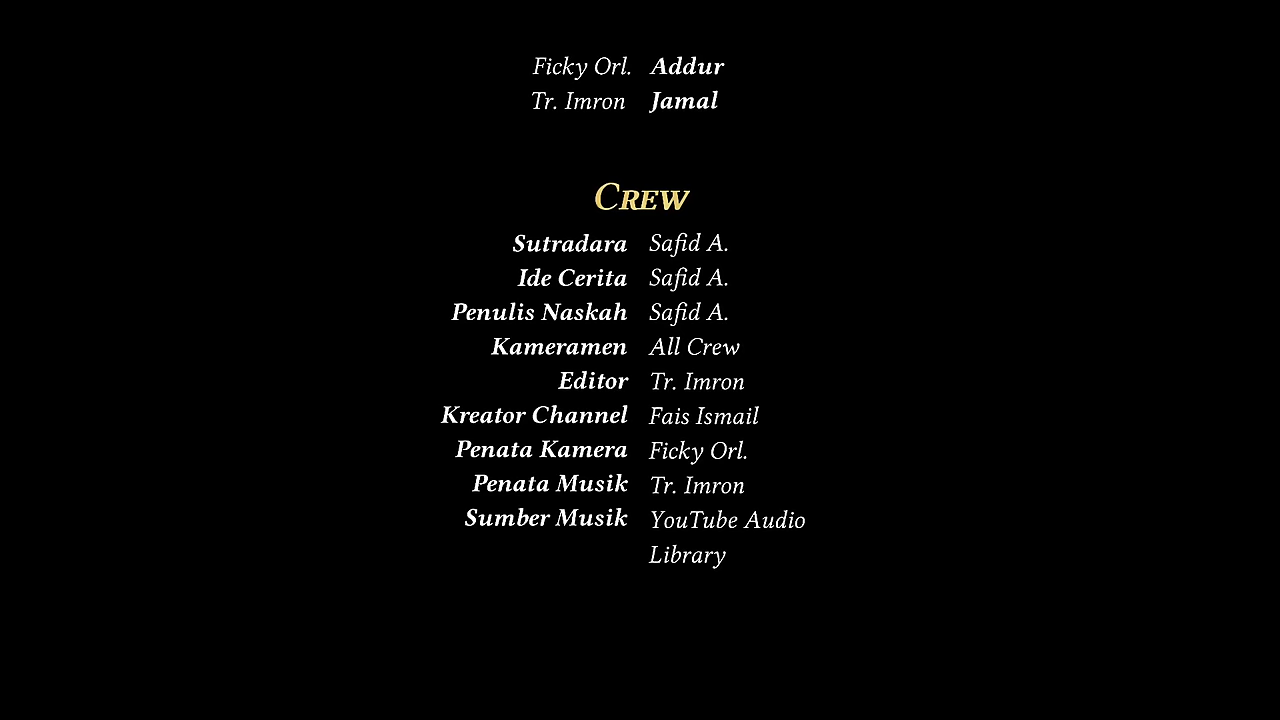 Ficky Orl. Addur
Tr. Imron Jamal
Crew
Sutradara Safid A.
Ide Cerita Safid A.
Penulis Naskah Safid A.
Kameramen All Crew
Editor Tr. Imron
Kreator Channel Fais Ismail
Penata Kamera Ficky Orl.
Penata Musik Tr. Imron
Sumber Musik YouTube Audio
Library